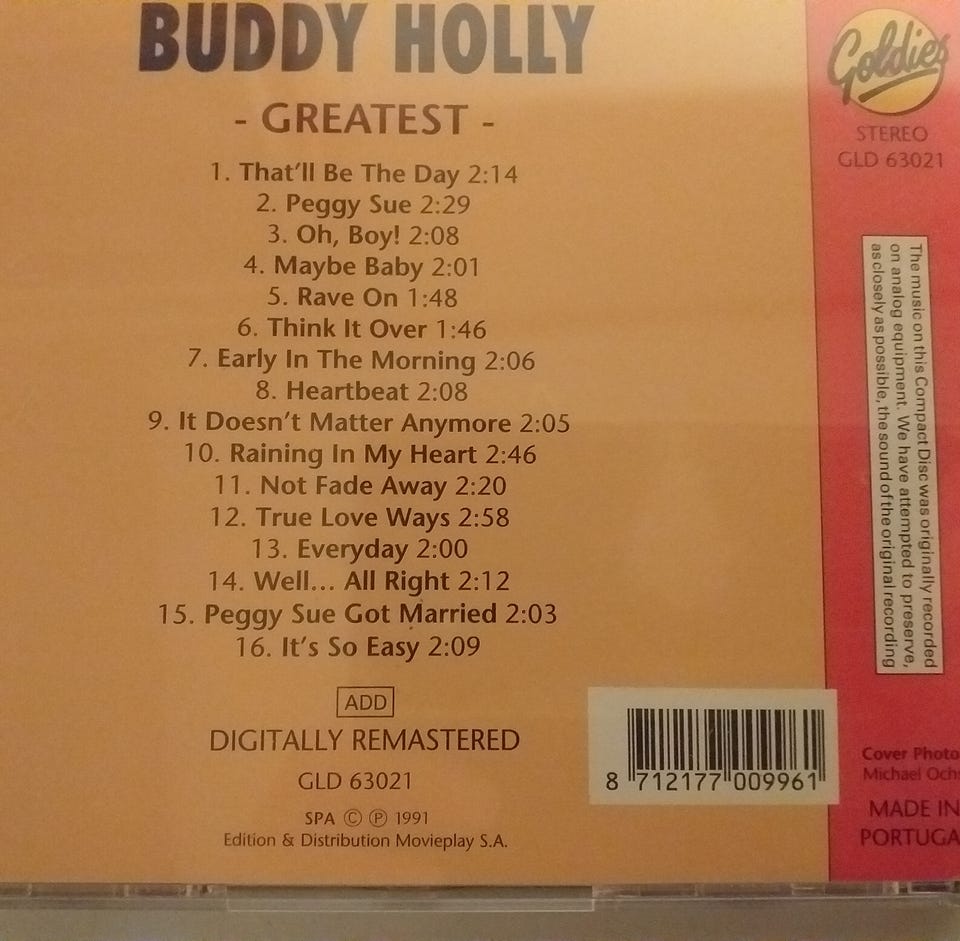 BUDDY HOLLY
- GREATEST -
1. That'll Be The Day 2:14
2. Peggy Sue 2:29
3. Oh, Boy! 2:08
4. Maybe Baby 2:01
5. Rave On 1:48
6. Think It Over 1:46
7. Early In The Morning 2:06
8. Heartbeat 2:08
9. It Doesn't Matter Anymore 2:05
10. Raining In My Heart 2:46
11. Not Fade Away 2:20
12. True Love Ways 2:58
13. Everyday 2:00
14. Well... All Right 2:12
15. Peggy Sue Got Married 2:03
16. It's So Easy 2:09
ADD
DIGITALLY REMASTERED
GLD 63021
SPA Ⓒ Ⓟ 1991
Edition & Distribution Movieplay S.A.
8 712177 009961
Goldies
STEREO
GLD 63021
The music on this Compact Disc was originally recorded
on analog equipment. We have attempted to preserve,
as closely as possible, the sound of the original recording
Cover Photo
Michael Ochs
MADE IN
PORTUGA